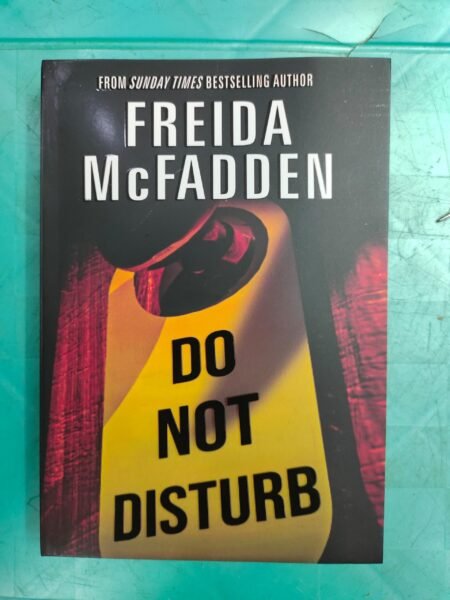 FROM SUNDAY TIMES BESTSELLING AUTHOR
FREIDA
McFADDEN
DO
NOT
DISTURB